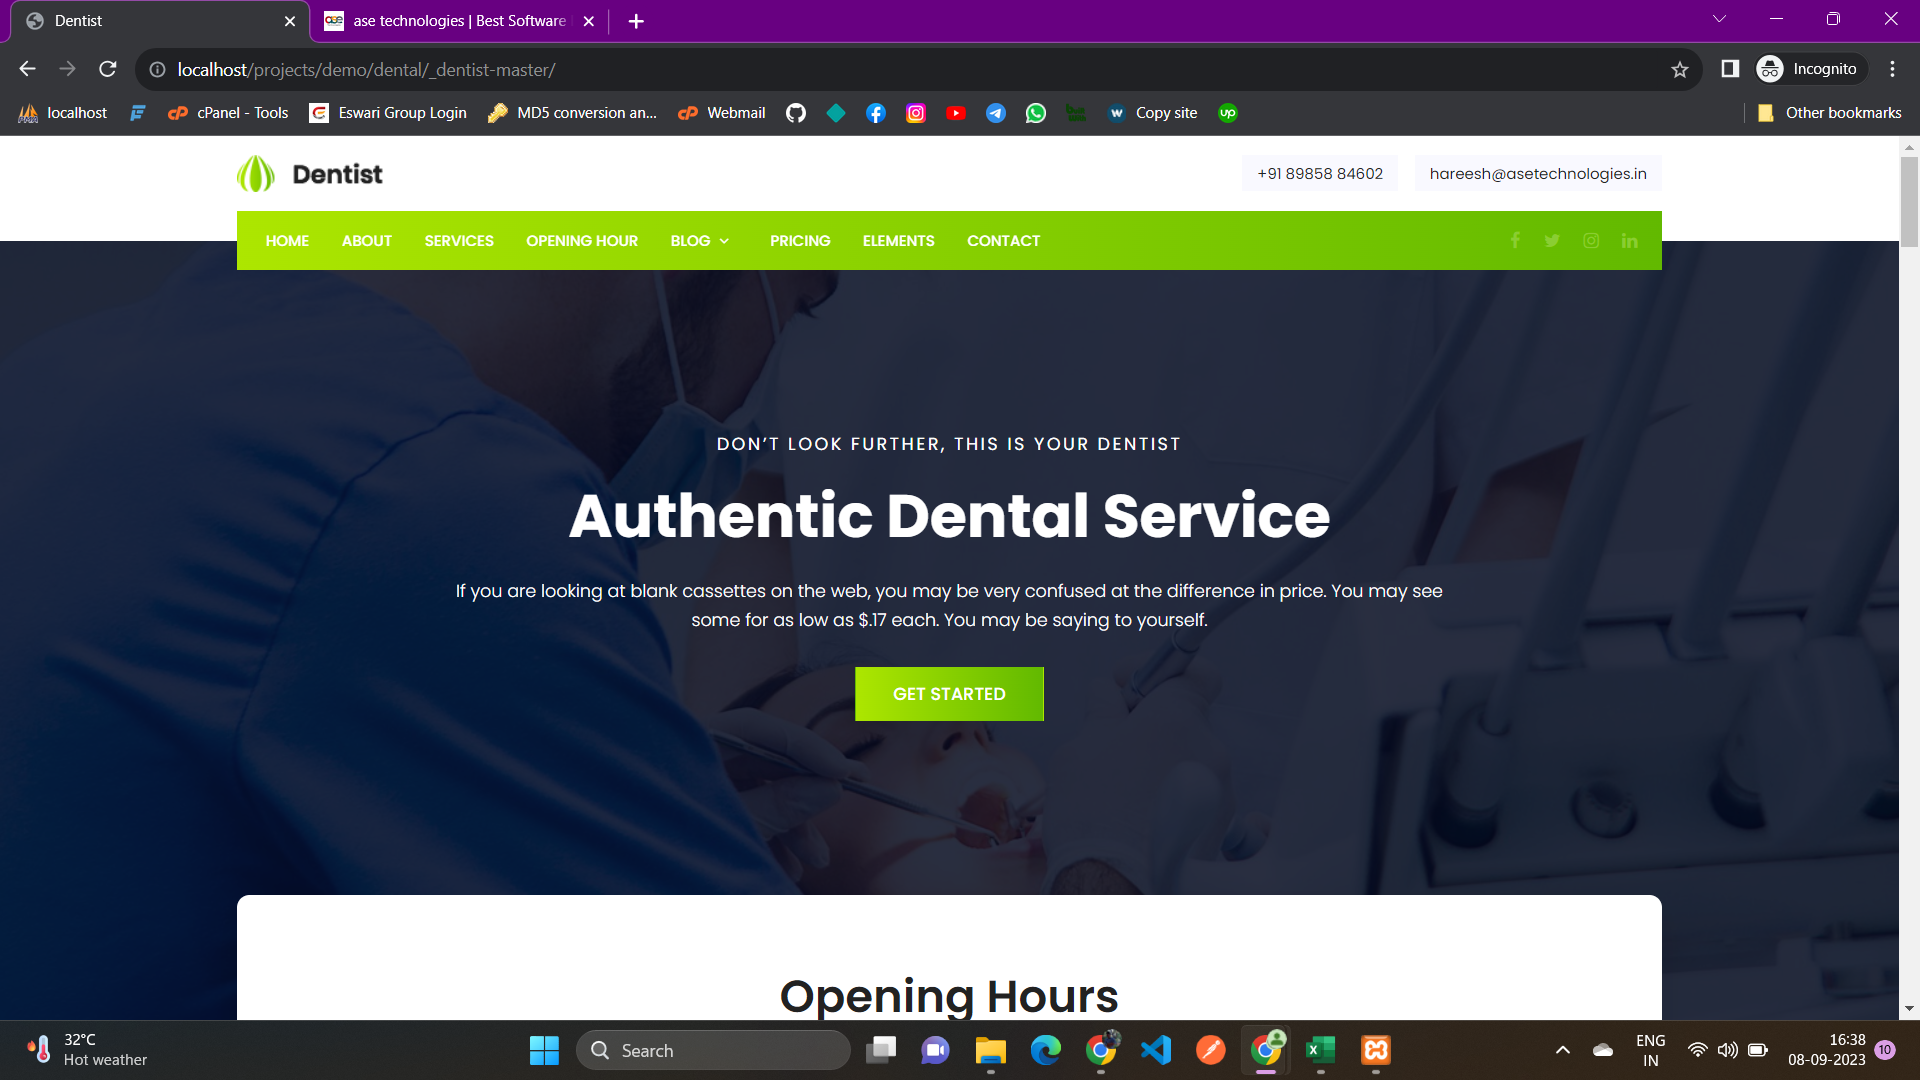 Dentist
ase technologies | Best Software
localhost/projects/demo/dental/_dentist-master/
Incognito
localhost
cPanel - Tools
Eswari Group Login
MD5 conversion an...
Webmail
Copy site
Other bookmarks
Dentist
+91 89858 84602
hareesh@asetechnologies.in
HOME ABOUT SERVICES OPENING HOUR BLOG PRICING ELEMENTS CONTACT
DON’T LOOK FURTHER, THIS IS YOUR DENTIST
Authentic Dental Service
If you are looking at blank cassettes on the web, you may be very confused at the difference in price. You may see
some for as low as $.17 each. You may be saying to yourself.
GET STARTED
Opening Hours
32°C
Hot weather
Search
ENG
IN
16:38
08-09-2023
10